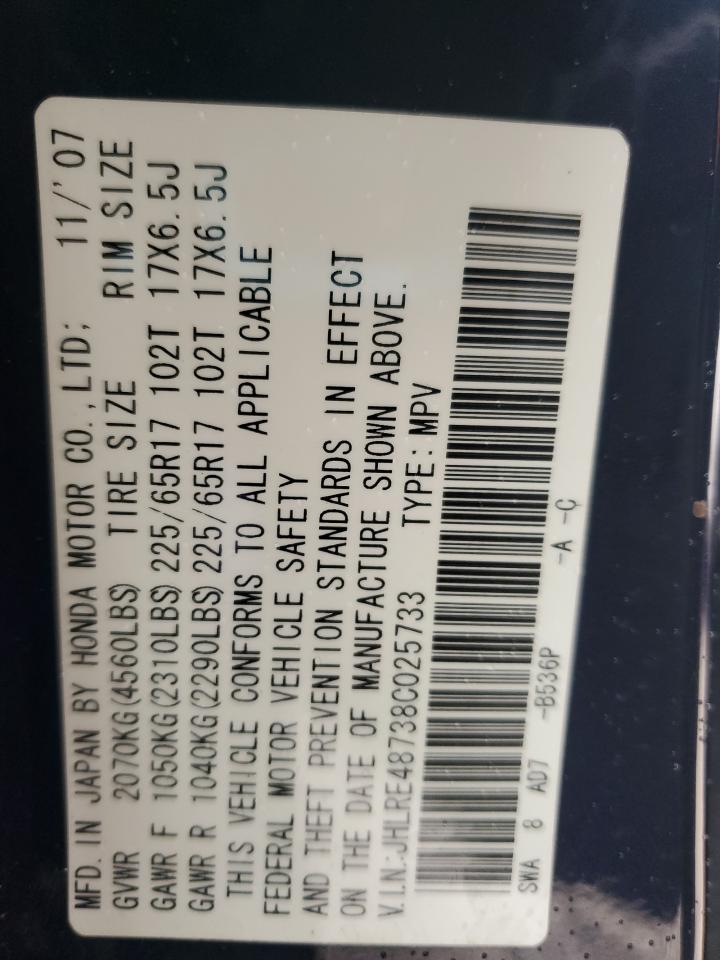 MFD. IN JAPAN BY HONDA MOTOR CO., LTD; 11/'07
GVWR 2070KG(4560LBS) TIRE SIZE RIM SIZE
GAWR F 1050KG(2310LBS) 225/65R17 102T 17X6.5J
GAWR R 1040KG(2290LBS) 225/65R17 102T 17X6.5J
THIS VEHICLE CONFORMS TO ALL APPLICABLE
FEDERAL MOTOR VEHICLE SAFETY
AND THEFT PREVENTION STANDARDS IN EFFECT
ON THE DATE OF MANUFACTURE SHOWN ABOVE.
V.I.N.:JHLRE48738C025733 TYPE: MPV
SWA 8 AD7 -B536P -A -C